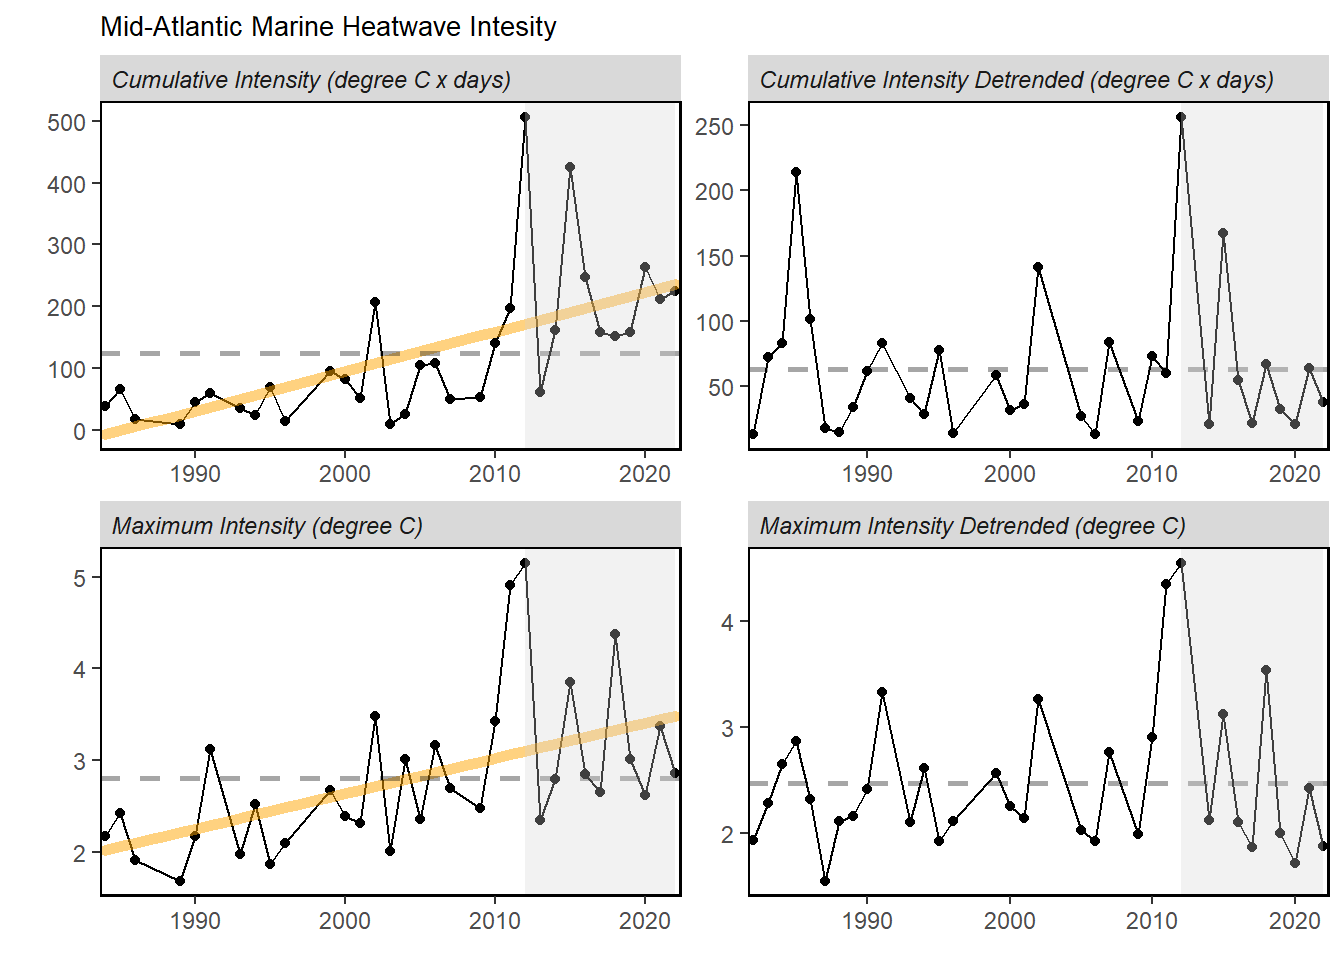 Mid-Atlantic Marine Heatwave Intesity
Cumulative Intensity (degree C x days)
500
400
300
200
100
0
1990 2000 2010 2020
Cumulative Intensity Detrended (degree C x days)
250
200
150
100
50
1990 2000 2010 2020
Maximum Intensity (degree C)
5
4
3
2
1990 2000 2010 2020
Maximum Intensity Detrended (degree C)
4
3
2
1990 2000 2010 2020